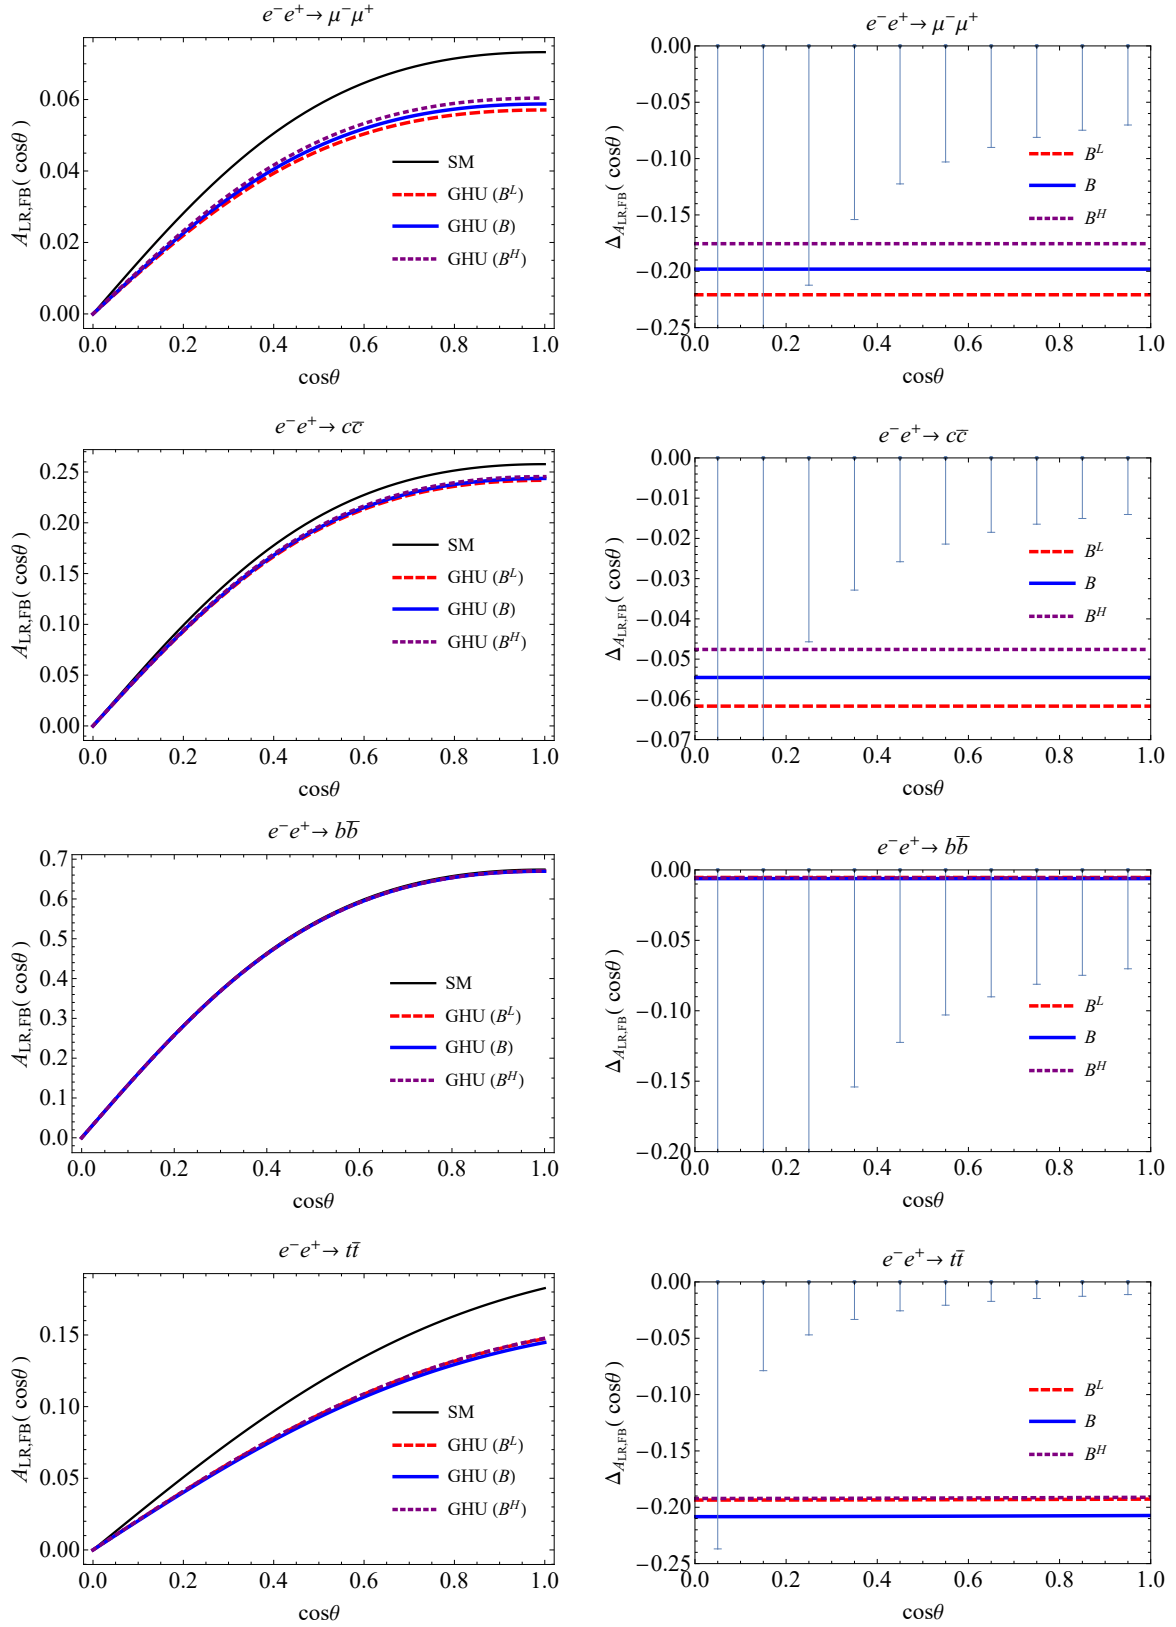 e⁻e⁺→ μ⁻μ⁺
A_LR,FB( cosθ )
0.06
0.04
0.02
0.00
SM
GHU (B^L)
GHU (B)
GHU (B^H)
0.0 0.2 0.4 0.6 0.8 1.0
cosθ
e⁻e⁺→ μ⁻μ⁺
Δ_A_LR,FB( cosθ )
0.00
−0.05
−0.10
−0.15
−0.20
−0.25
B^L
B
B^H
0.0 0.2 0.4 0.6 0.8 1.0
cosθ
e⁻e⁺→ cc̅
A_LR,FB( cosθ )
0.25
0.20
0.15
0.10
0.05
0.00
SM
GHU (B^L)
GHU (B)
GHU (B^H)
0.0 0.2 0.4 0.6 0.8 1.0
cosθ
e⁻e⁺→ cc̅
Δ_A_LR,FB( cosθ )
0.00
−0.01
−0.02
−0.03
−0.04
−0.05
−0.06
−0.07
B^L
B
B^H
0.0 0.2 0.4 0.6 0.8 1.0
cosθ
e⁻e⁺→ bb̅
A_LR,FB( cosθ )
0.7
0.6
0.5
0.4
0.3
0.2
0.1
0.0
SM
GHU (B^L)
GHU (B)
GHU (B^H)
0.0 0.2 0.4 0.6 0.8 1.0
cosθ
e⁻e⁺→ bb̅
Δ_A_LR,FB( cosθ )
0.00
−0.05
−0.10
−0.15
−0.20
B^L
B
B^H
0.0 0.2 0.4 0.6 0.8 1.0
cosθ
e⁻e⁺→ tt̅
A_LR,FB( cosθ )
0.15
0.10
0.05
0.00
SM
GHU (B^L)
GHU (B)
GHU (B^H)
0.0 0.2 0.4 0.6 0.8 1.0
cosθ
e⁻e⁺→ tt̅
Δ_A_LR,FB( cosθ )
0.00
−0.05
−0.10
−0.15
−0.20
−0.25
B^L
B
B^H
0.0 0.2 0.4 0.6 0.8 1.0
cosθ